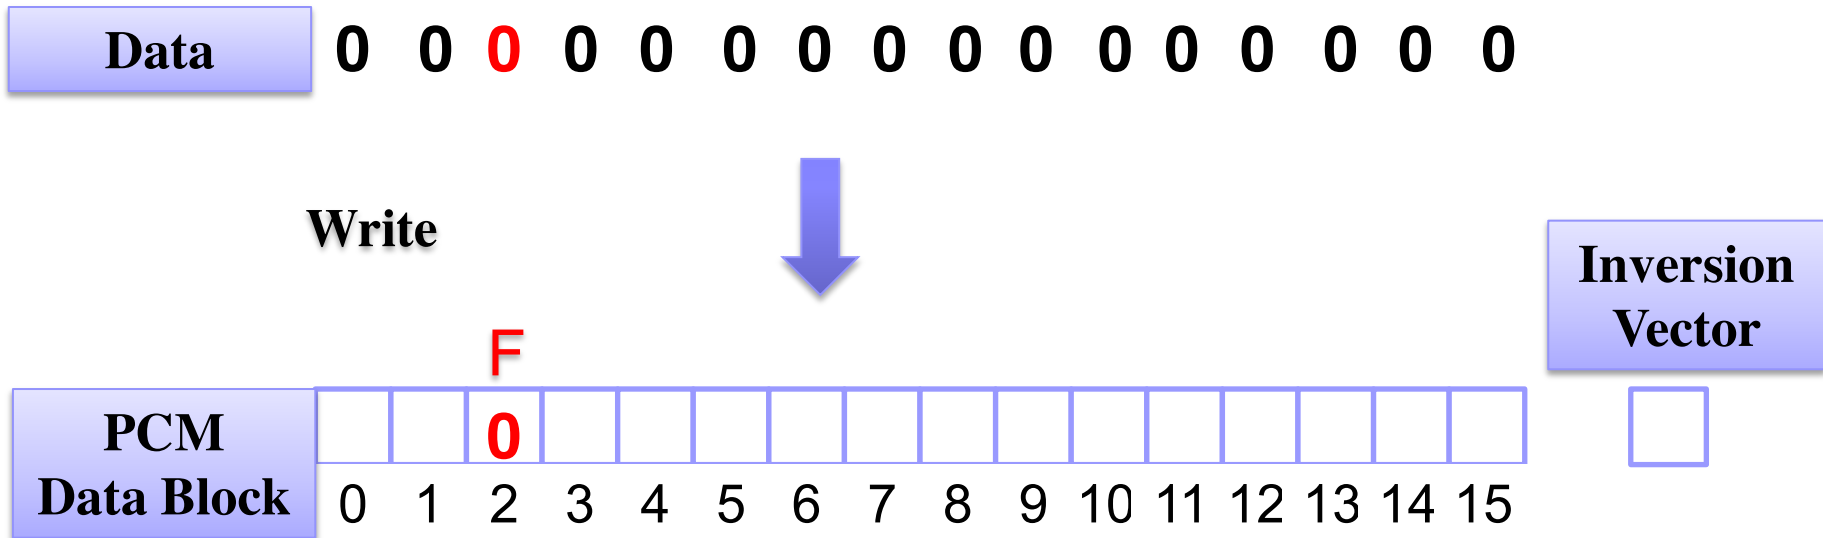 Data 0 0 0 0 0 0 0 0 0 0 0 0 0 0 0 0
Write
Inversion
Vector
F
PCM
Data Block
0
0 1 2 3 4 5 6 7 8 9 10 11 12 13 14 15